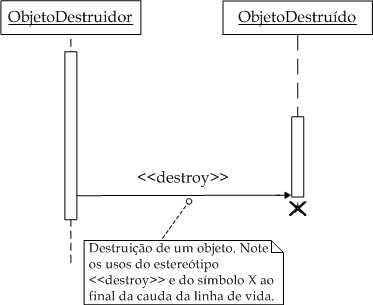 ObjetoDestruidor
ObjetoDestruído
<<destroy>>
Destruição de um objeto. Note
os usos do estereótipo
<<destroy>> e do símbolo X ao
final da cauda da linha de vida.